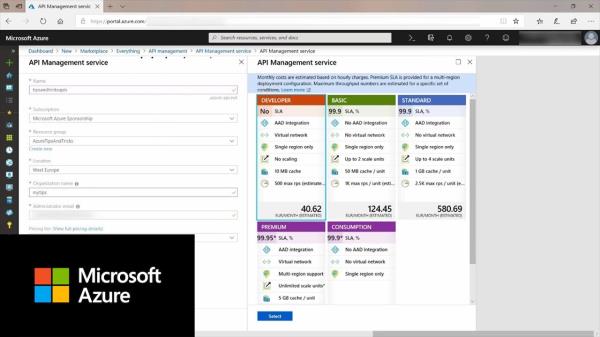 API Management servic
https://portal.azure.com
Microsoft Azure
Search resources, services, and docs
Dashboard > New > Marketplace > Everything > API management > API Management service > API Management service
API Management service
* Name
.azure-api.net
* Subscription
Microsoft Azure Sponsorship
* Resource group
AzureTipsAndTricks
Create new
* Location
West Europe
* Organization name
mytips
* Administrator email
Pricing tier (View full pricing details)
API Management service
Monthly costs are estimated based on hourly charges. Premium SLA is provided for a multi-region
deployment configuration. Maximum throughput RPS are estimated for a specific set of
conditions. Learn more
DEVELOPER
No SLA
AAD integration
Virtual network
Single region only
No scaling
10 MB cache
500 max rps (estimate...
40.62
EUR/MONTH (ESTIMATED)
BASIC
99.9 SLA, %
No AAD integration
No virtual network
Single region only
Up to 2 scale units
50 MB cache / unit
1K max rps / unit (est...
124.45
EUR/MONTH (ESTIMATED)
STANDARD
99.9 SLA, %
AAD integration
No virtual network
Single region only
Up to 4 scale units
1 GB cache / unit
2.5K max rps / unit (e...
580.69
EUR/MONTH (ESTIMATED)
PREMIUM
99.95* SLA, %
AAD integration
Virtual network
Multi-region support
Unlimited scale units*
5 GB cache / unit
CONSUMPTION
99.9* SLA, %
No AAD integration
No virtual network
Single region only
Select
Microsoft
Azure